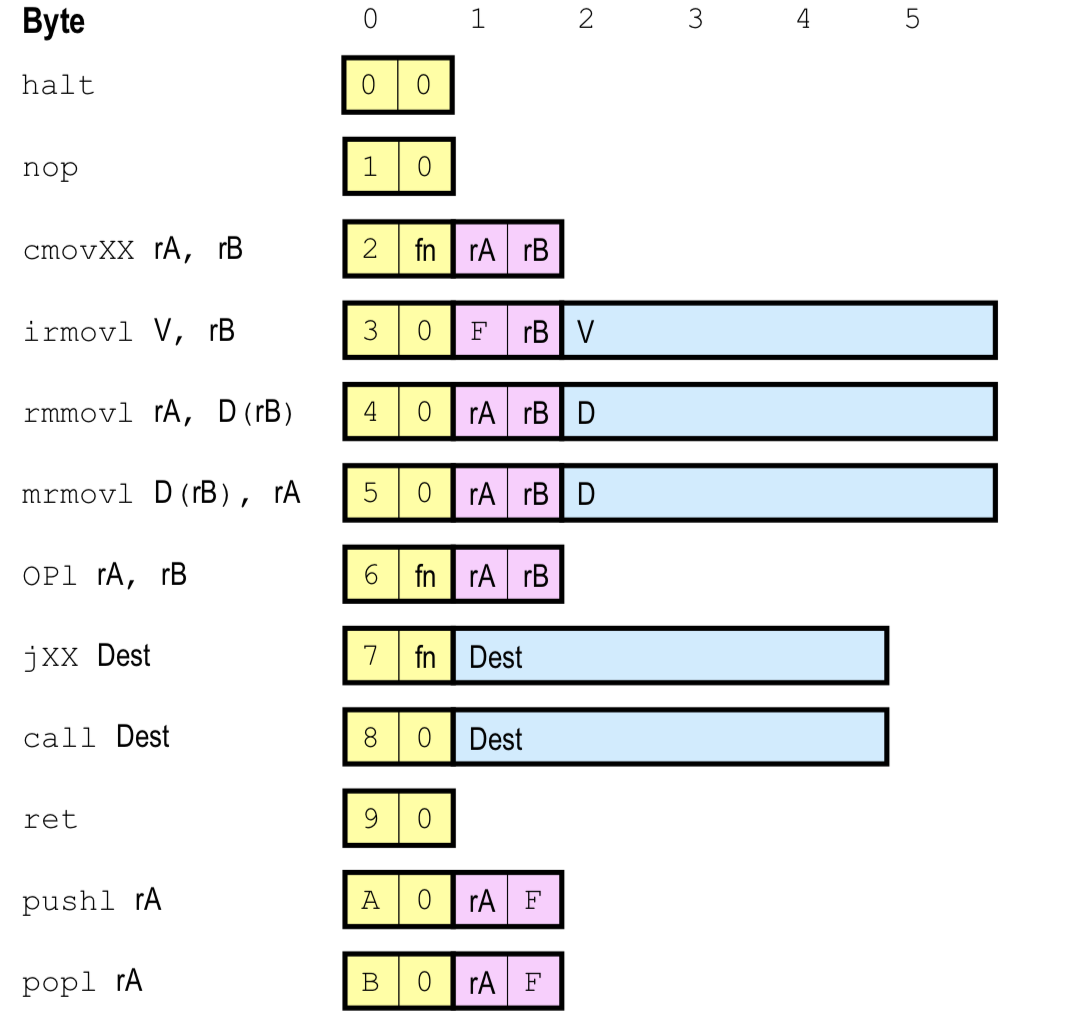 Byte 0 1 2 3 4 5
halt 0 0
nop 1 0
cmovXX rA, rB 2 fn rA rB
irmovl V, rB 3 0 F rB V
rmmovl rA, D(rB) 4 0 rA rB D
mrmovl D(rB), rA 5 0 rA rB D
OPl rA, rB 6 fn rA rB
jXX Dest 7 fn Dest
call Dest 8 0 Dest
ret 9 0
pushl rA A 0 rA F
popl rA B 0 rA F